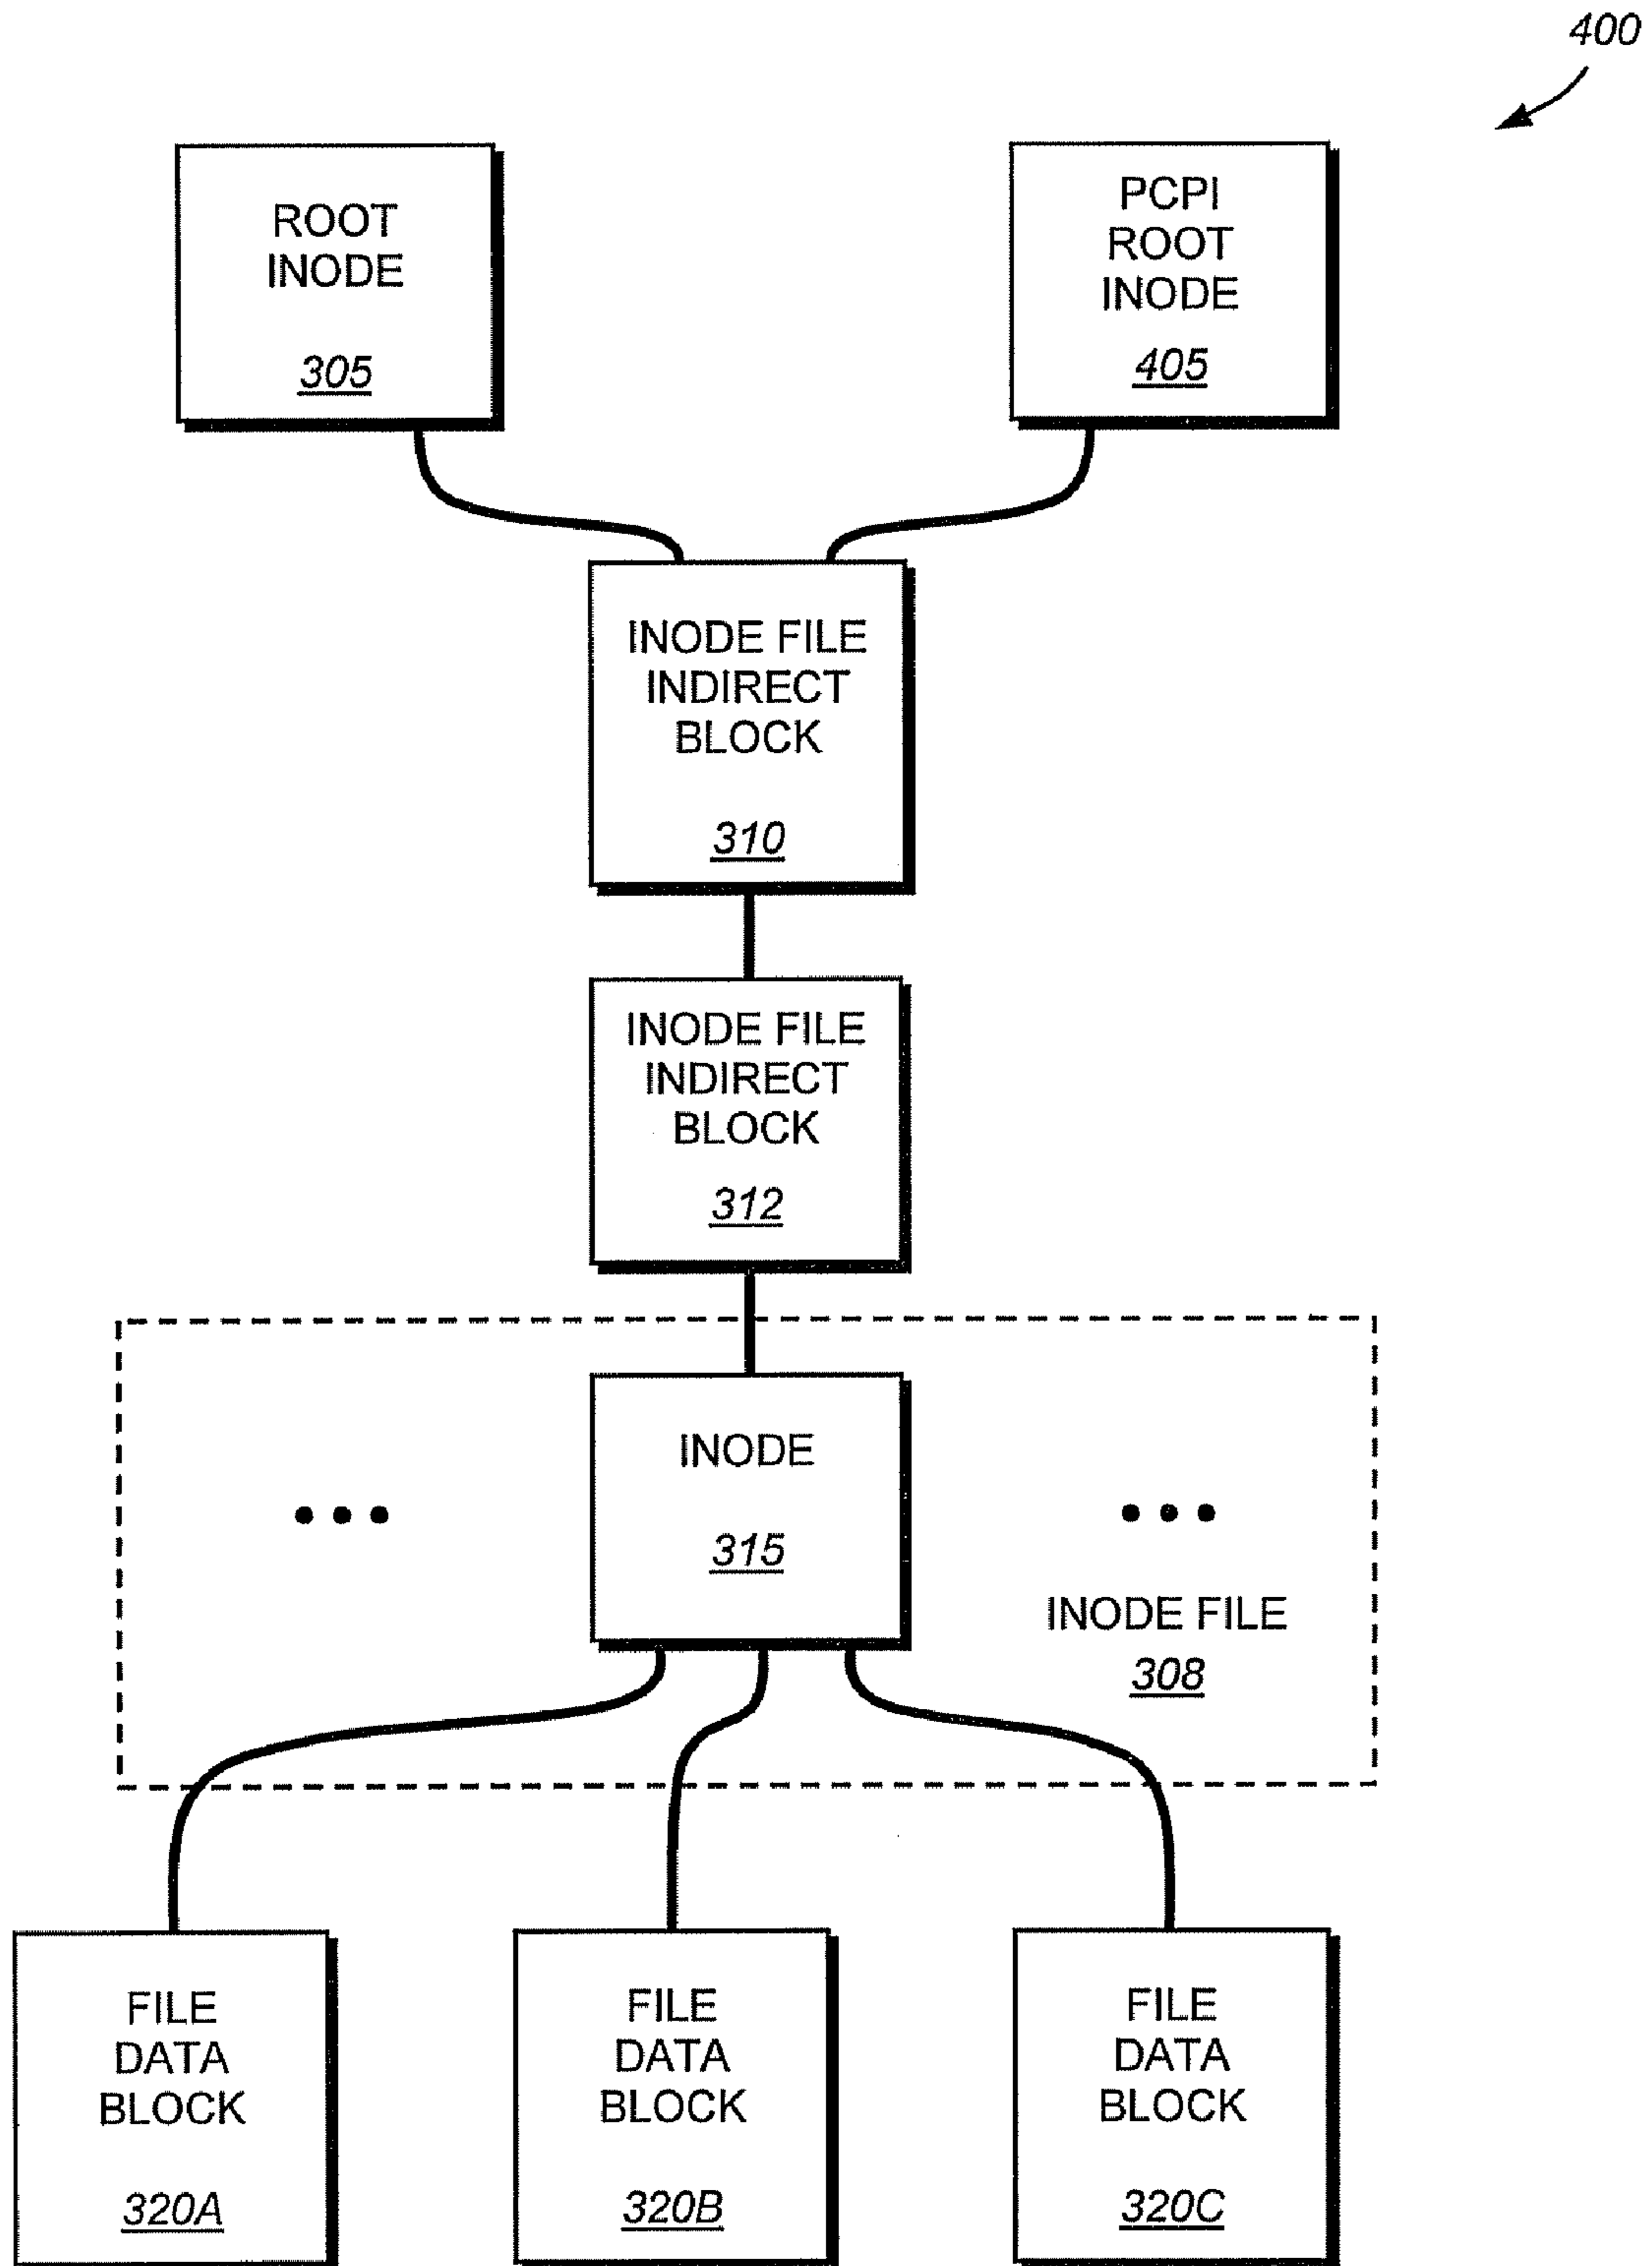 400
ROOT
INODE
305
PCPI
ROOT
INODE
405
INODE FILE
INDIRECT
BLOCK
310
INODE FILE
INDIRECT
BLOCK
312
INODE
315
INODE FILE
308
FILE
DATA
BLOCK
320A
FILE
DATA
BLOCK
320B
FILE
DATA
BLOCK
320C